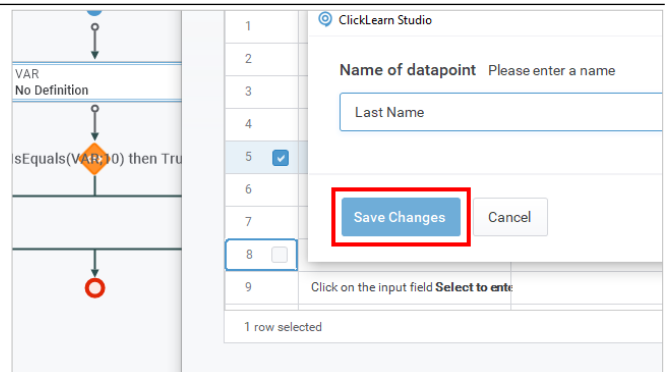 VAR
No Definition
IsEquals(VAR;10) then Tru
1
2
3
4
5
6
7
8
9
Click on the input field Select to ente
1 row selected
ClickLearn Studio
Name of datapoint Please enter a name
Last Name
Save Changes
Cancel